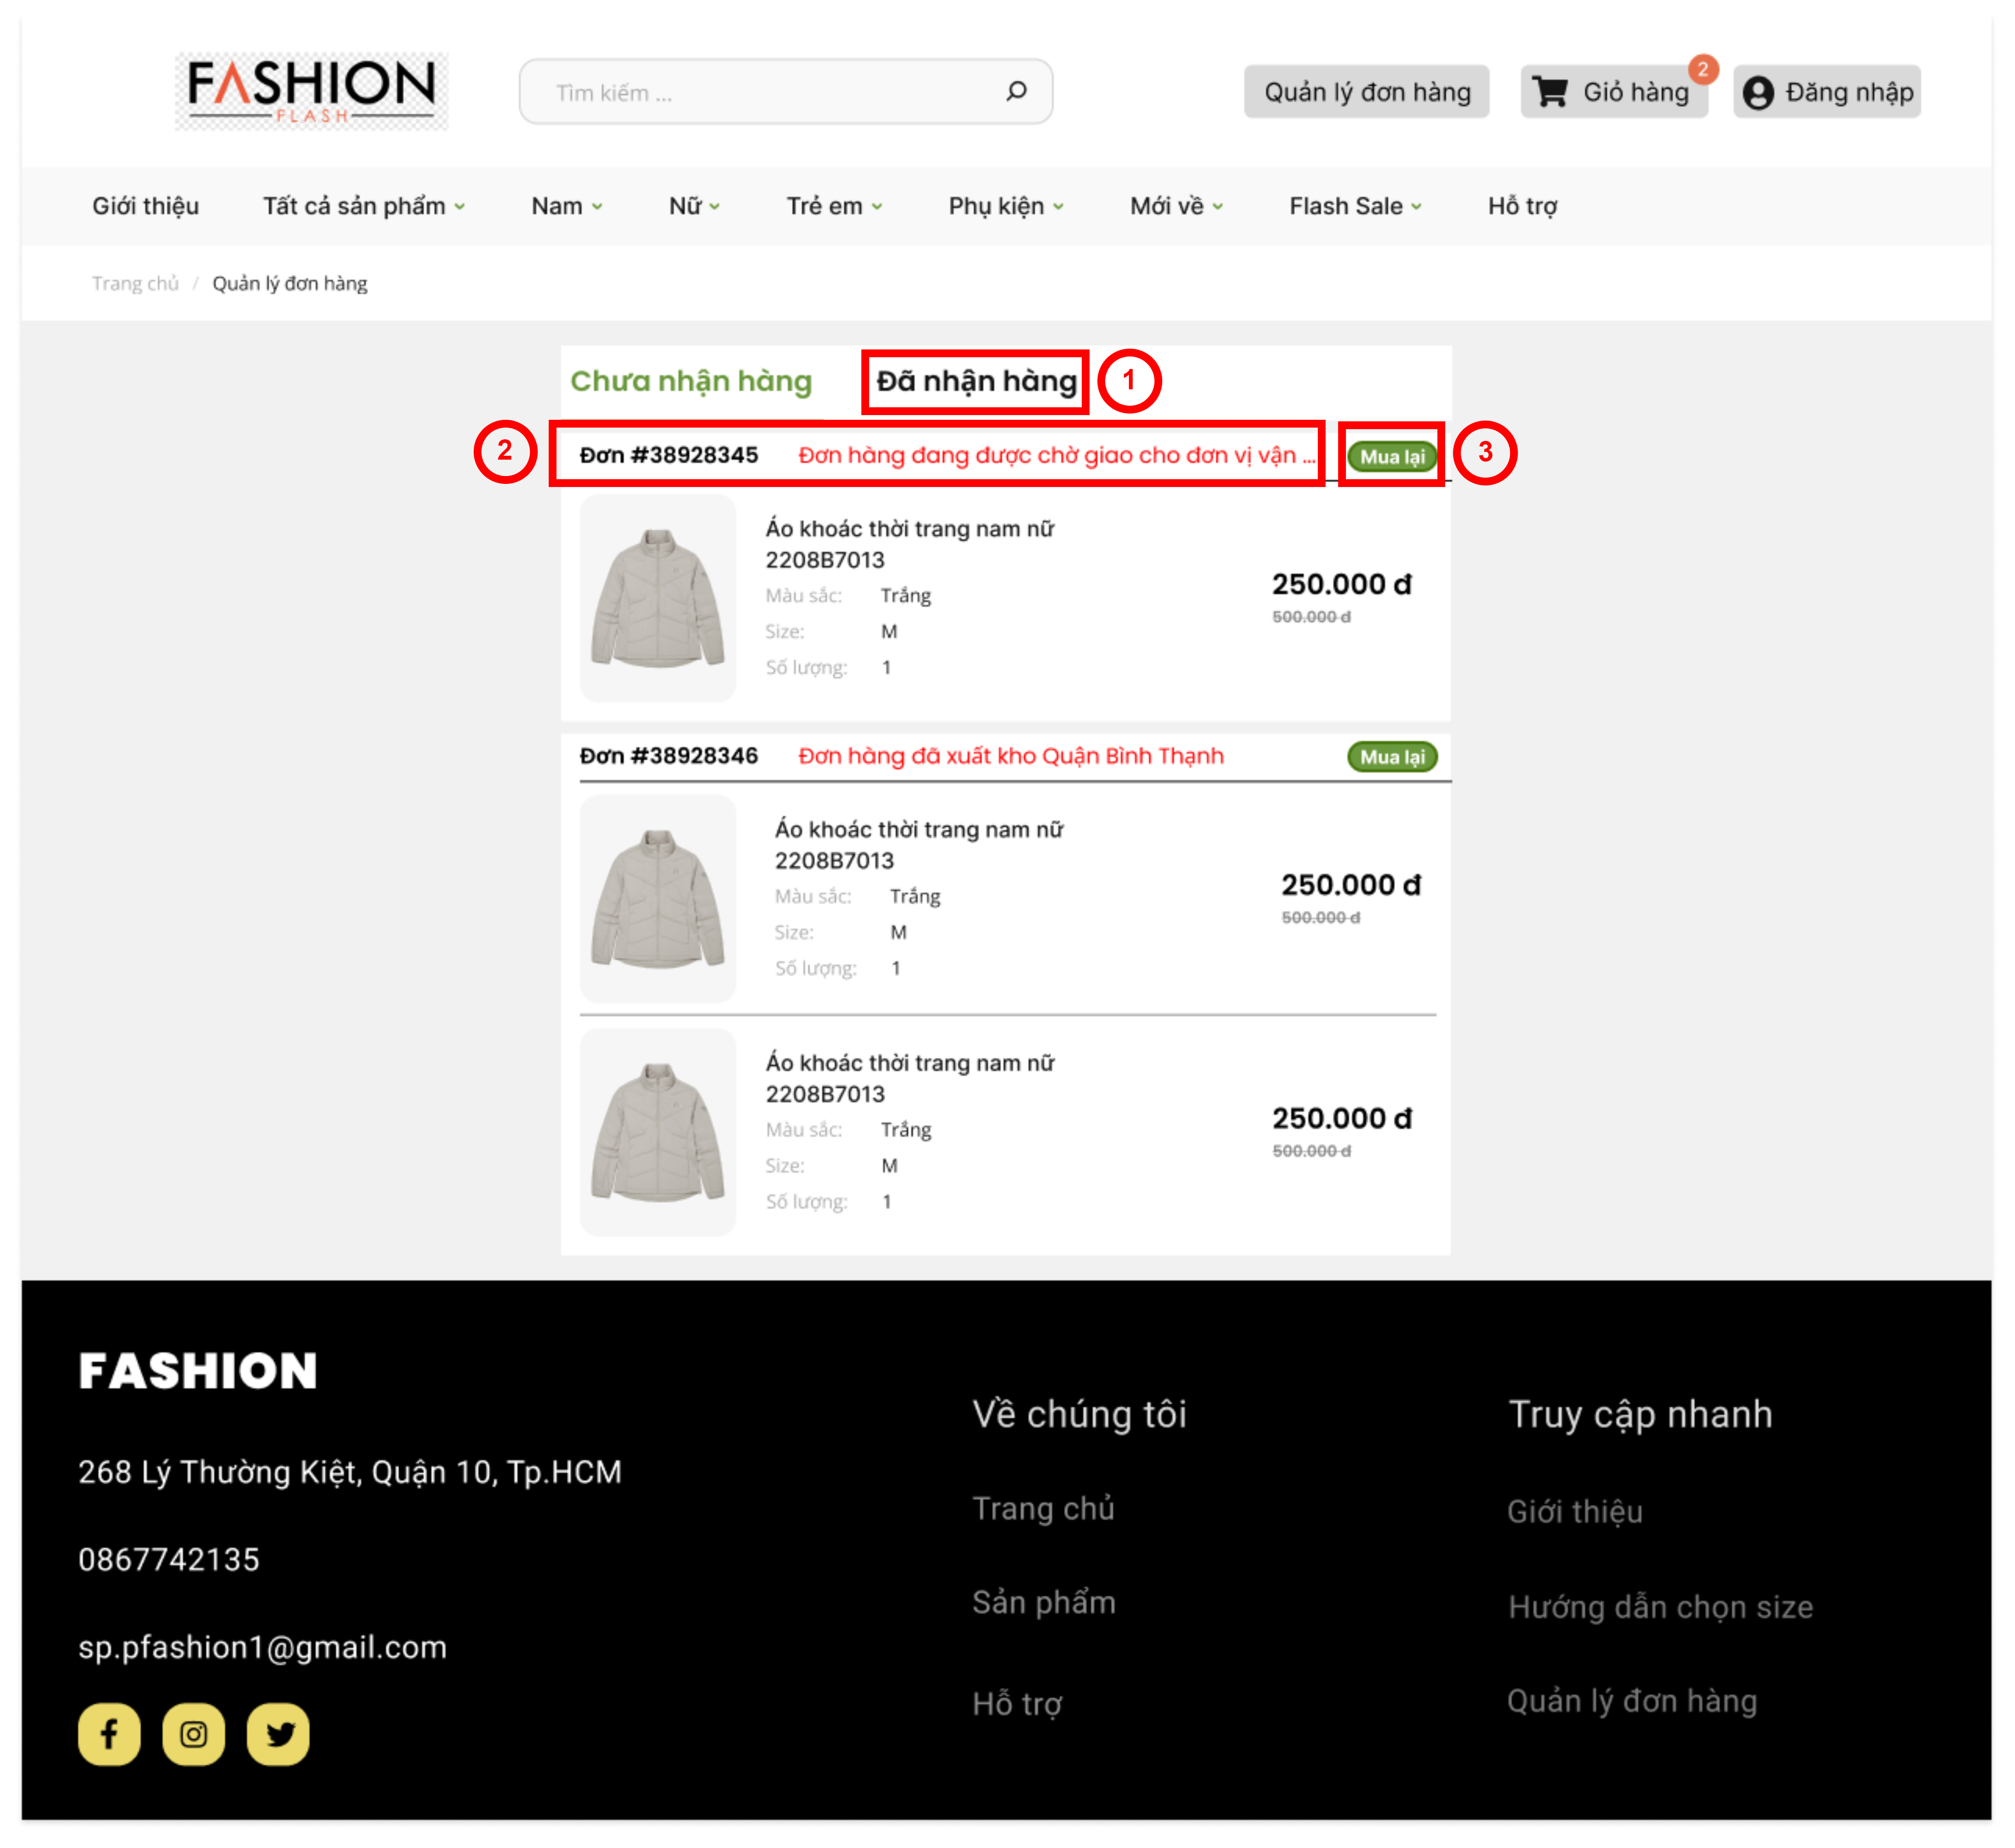 FASHION
FLASH
Tìm kiếm ...
Quản lý đơn hàng
Giỏ hàng
2
Đăng nhập
Giới thiệu Tất cả sản phẩm Nam Nữ Trẻ em Phụ kiện Mới về Flash Sale Hỗ trợ
Trang chủ / Quản lý đơn hàng
Chưa nhận hàng Đã nhận hàng 1
2 Đơn #38928345 Đơn hàng đang được chờ giao cho đơn vị vận ... Mua lại 3
Áo khoác thời trang nam nữ
2208B7013
Màu sắc: Trắng
Size: M
Số lượng: 1
250.000 đ
500.000 đ
Đơn #38928346 Đơn hàng đã xuất kho Quận Bình Thạnh Mua lại
Áo khoác thời trang nam nữ
2208B7013
Màu sắc: Trắng
Size: M
Số lượng: 1
250.000 đ
500.000 đ
Áo khoác thời trang nam nữ
2208B7013
Màu sắc: Trắng
Size: M
Số lượng: 1
250.000 đ
500.000 đ
FASHION
268 Lý Thường Kiệt, Quận 10, Tp.HCM
0867742135
sp.pfashion1@gmail.com
Về chúng tôi
Trang chủ
Sản phẩm
Hỗ trợ
Truy cập nhanh
Giới thiệu
Hướng dẫn chọn size
Quản lý đơn hàng